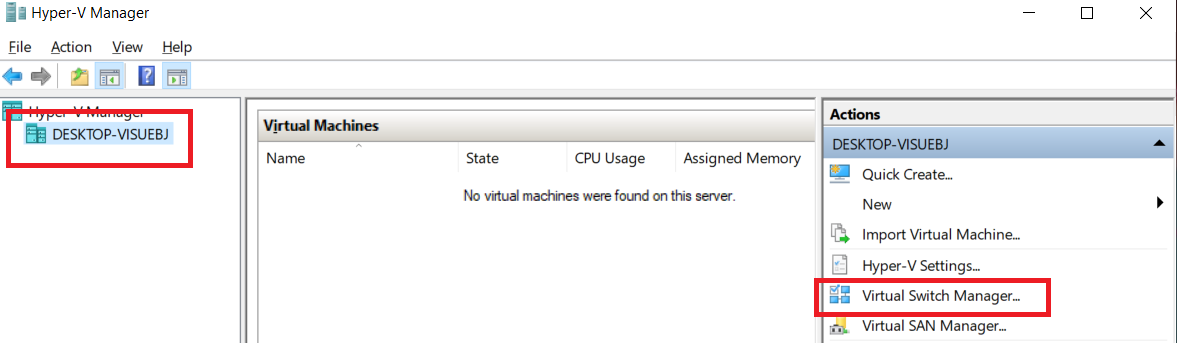 Hyper-V Manager
File Action View Help
Hyper-V Manager
DESKTOP-VISUEBJ
Virtual Machines
Name State CPU Usage Assigned Memory
No virtual machines were found on this server.
Actions
DESKTOP-VISUEBJ
Quick Create...
New
Import Virtual Machine...
Hyper-V Settings...
Virtual Switch Manager...
Virtual SAN Manager...